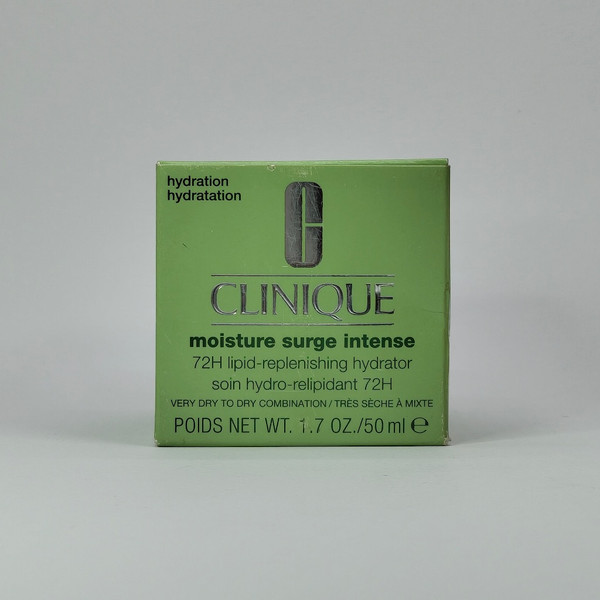 hydration
hydratation
C
CLINIQUE
moisture surge intense
72H lipid-replenishing hydrator
soin hydro-relipidant 72H
VERY DRY TO DRY COMBINATION / TRÈS SÈCHE À MIXTE
POIDS NET WT. 1.7 OZ./50 ml ℮